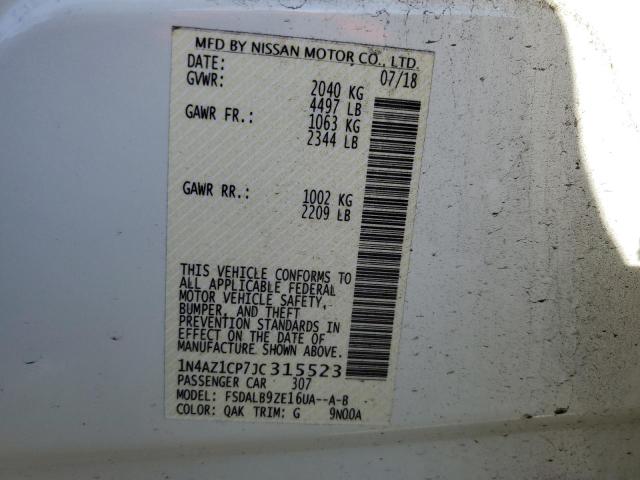 MFD BY NISSAN MOTOR CO., LTD.
DATE: 07/18
GVWR: 2040 KG
4497 LB
GAWR FR.: 1063 KG
2344 LB
GAWR RR.: 1002 KG
2209 LB
THIS VEHICLE CONFORMS TO
ALL APPLICABLE FEDERAL
MOTOR VEHICLE SAFETY,
BUMPER, AND THEFT
PREVENTION STANDARDS IN
EFFECT ON THE DATE OF
MANUFACTURE SHOWN ABOVE.
1N4AZ1CP7JC315523
PASSENGER CAR 307
MODEL: FSDALB9ZE16UA--A-B
COLOR: QAK TRIM: G 9N00A